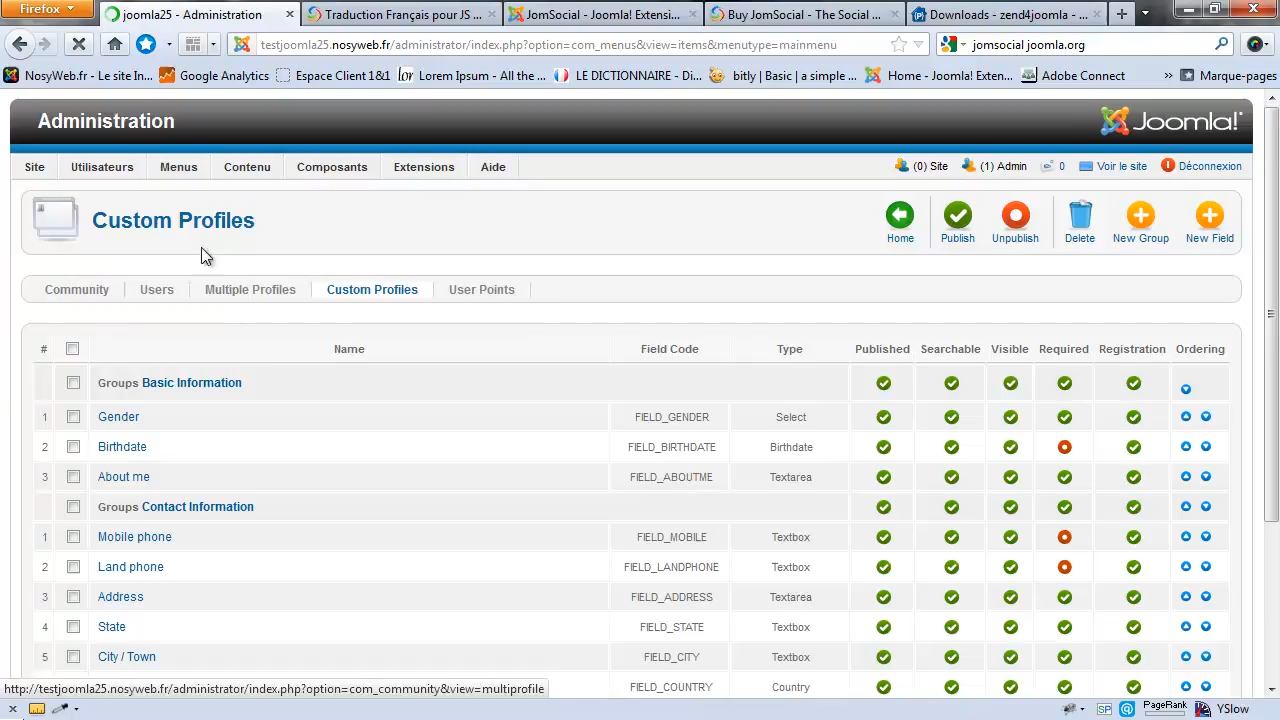 Firefox
joomla25 - Administration
Traduction Français pour JS ...
JomSocial - Joomla! Extensi...
Buy JomSocial - The Social ...
Downloads - zend4joomla - ...
testjoomla25.nosyweb.fr/administrator/index.php?option=com_menus&view=items&menutype=mainmenu
jomsocial joomla.org
NosyWeb.fr - Le site In...
Google Analytics
Espace Client 1&1
Lorem Ipsum - All the ...
LE DICTIONNAIRE - Di...
bitly | Basic | a simple ...
Home - Joomla! Exten...
Adobe Connect
»
Marque-pages
Administration
Joomla!
Site
Utilisateurs
Menus
Contenu
Composants
Extensions
Aide
(0) Site
(1) Admin
0
Voir le site
Déconnexion
Custom Profiles
Home
Publish
Unpublish
Delete
New Group
New Field
Community
Users
Multiple Profiles
Custom Profiles
User Points
# Name Field Code Type Published Searchable Visible Required Registration Ordering
Groups Basic Information
1 Gender FIELD_GENDER Select
2 Birthdate FIELD_BIRTHDATE Birthdate
3 About me FIELD_ABOUTME Textarea
Groups Contact Information
1 Mobile phone FIELD_MOBILE Textbox
2 Land phone FIELD_LANDPHONE Textbox
3 Address FIELD_ADDRESS Textarea
4 State FIELD_STATE Textbox
5 City / Town FIELD_CITY Textbox
FIELD_COUNTRY Country
http://testjoomla25.nosyweb.fr/administrator/index.php?option=com_community&view=multiprofile
SP
PageRank
YSlow